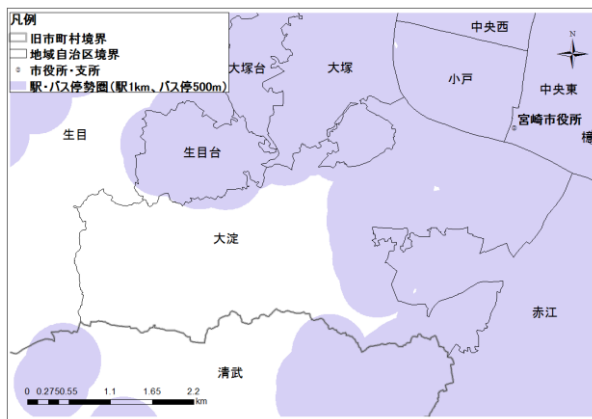 凡例
旧市町村境界
地域自治区境界
市役所・支所
駅・バス停勢圏(駅1km、バス停500m)
中央西
N
大塚台
大塚
小戸
中央東
宮崎市役所
生目
生目台
檍
大淀
赤江
清武
0 0.2750.55 1.1 1.65 2.2
km